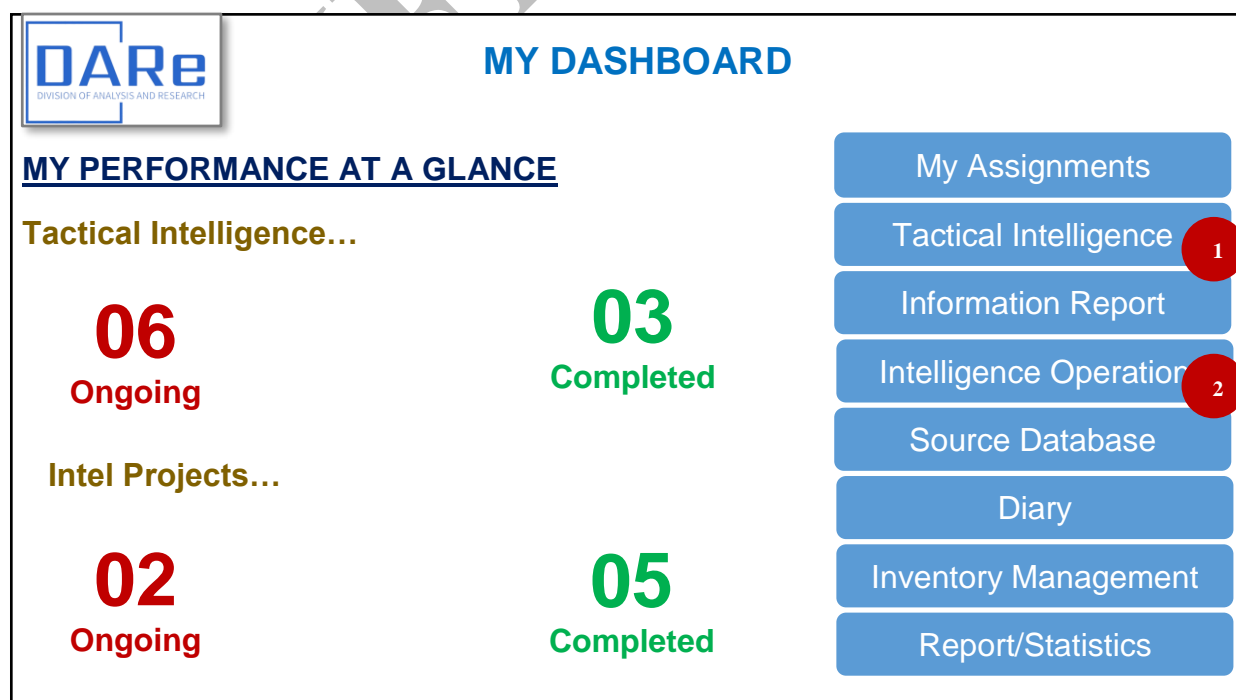 DARe
DIVISION OF ANALYSIS AND RESEARCH
MY DASHBOARD
MY PERFORMANCE AT A GLANCE
Tactical Intelligence…
06
Ongoing
03
Completed
Intel Projects…
02
Ongoing
05
Completed
My Assignments
Tactical Intelligence
1
Information Report
Intelligence Operation
2
Source Database
Diary
Inventory Management
Report/Statistics